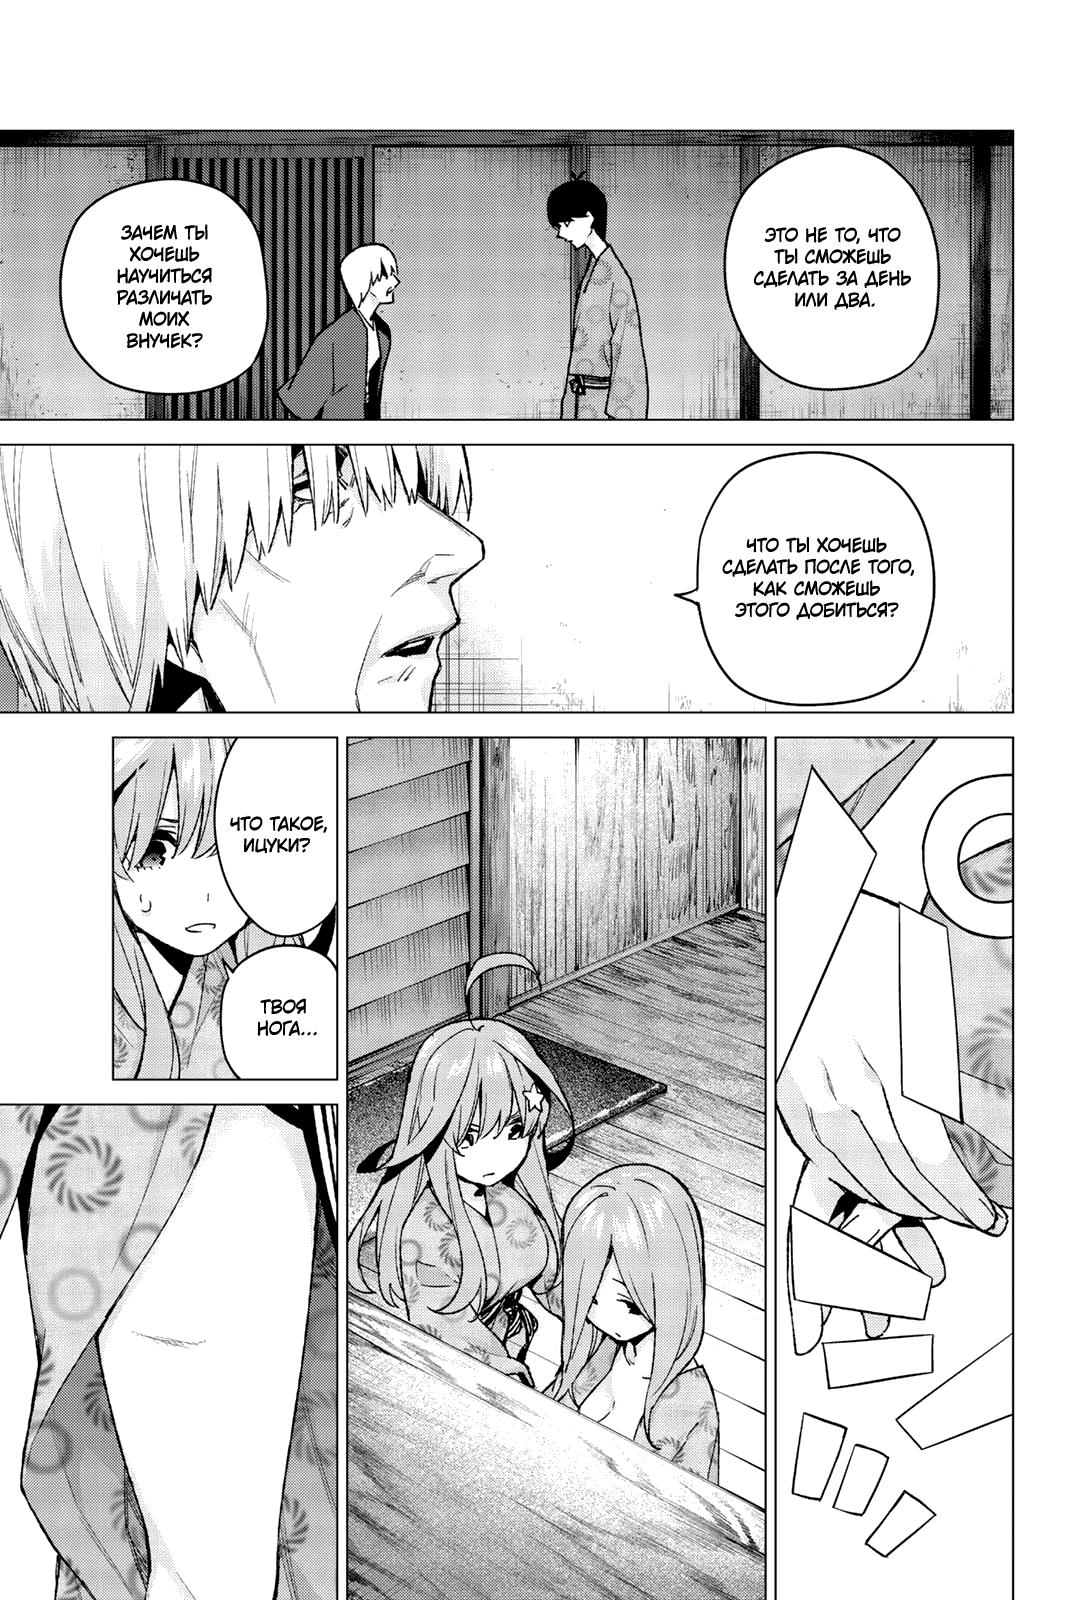 ЭТО НЕ ТО, ЧТО
ТЫ СМОЖЕШЬ
СДЕЛАТЬ ЗА ДЕНЬ
ИЛИ ДВА.
ЗАЧЕМ ТЫ
ХОЧЕШЬ
НАУЧИТЬСЯ
РАЗЛИЧАТЬ
МОИХ
ВНУЧЕК?
ЧТО ТЫ ХОЧЕШЬ
СДЕЛАТЬ ПОСЛЕ ТОГО,
КАК СМОЖЕШЬ
ЭТОГО ДОБИТЬСЯ?
ЧТО ТАКОЕ,
ИЦУКИ?
ТВОЯ
НОГА...